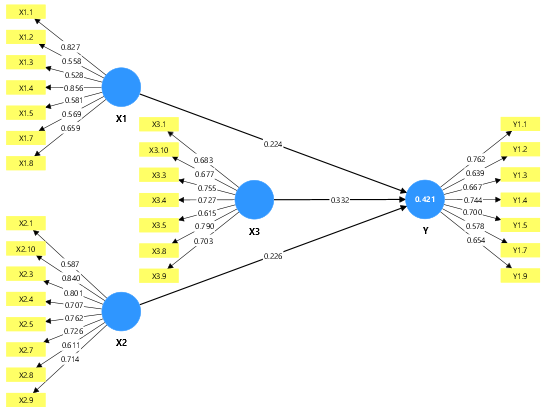 X1.1
X1.2
X1.3
X1.4
X1.5
X1.7
X1.8
0.827
0.558
0.528
0.856
0.581
0.569
0.659
X1
X3.1
X3.10
X3.3
X3.4
X3.5
X3.8
X3.9
0.683
0.677
0.755
0.727
0.615
0.790
0.703
X3
X2.1
X2.10
X2.3
X2.4
X2.5
X2.7
X2.8
X2.9
0.587
0.840
0.801
0.707
0.762
0.726
0.611
0.714
X2
0.224
0.332
0.226
0.421
Y
0.762
0.639
0.667
0.744
0.700
0.578
0.654
Y1.1
Y1.2
Y1.3
Y1.4
Y1.5
Y1.7
Y1.9